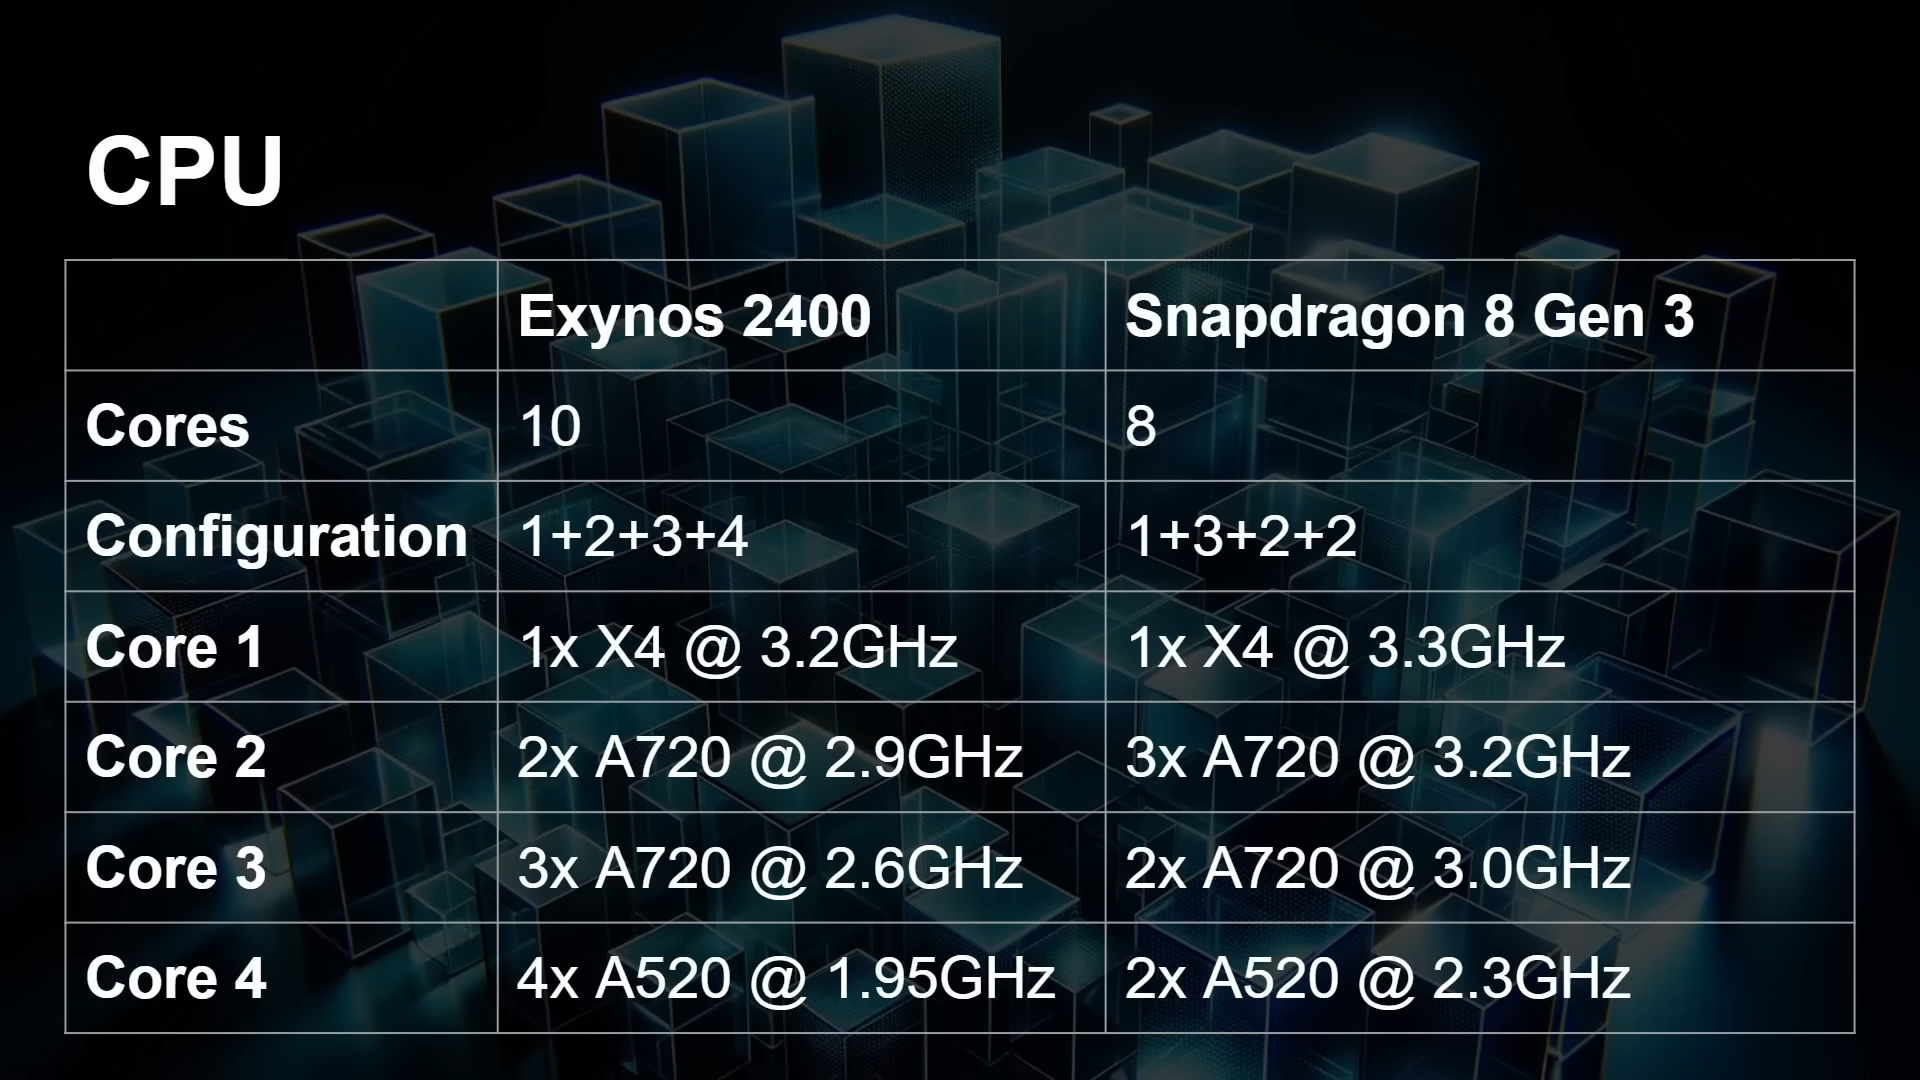 CPU
Exynos 2400 Snapdragon 8 Gen 3
Cores 10 8
Configuration 1+2+3+4 1+3+2+2
Core 1 1x X4 @ 3.2GHz 1x X4 @ 3.3GHz
Core 2 2x A720 @ 2.9GHz 3x A720 @ 3.2GHz
Core 3 3x A720 @ 2.6GHz 2x A720 @ 3.0GHz
Core 4 4x A520 @ 1.95GHz 2x A520 @ 2.3GHz